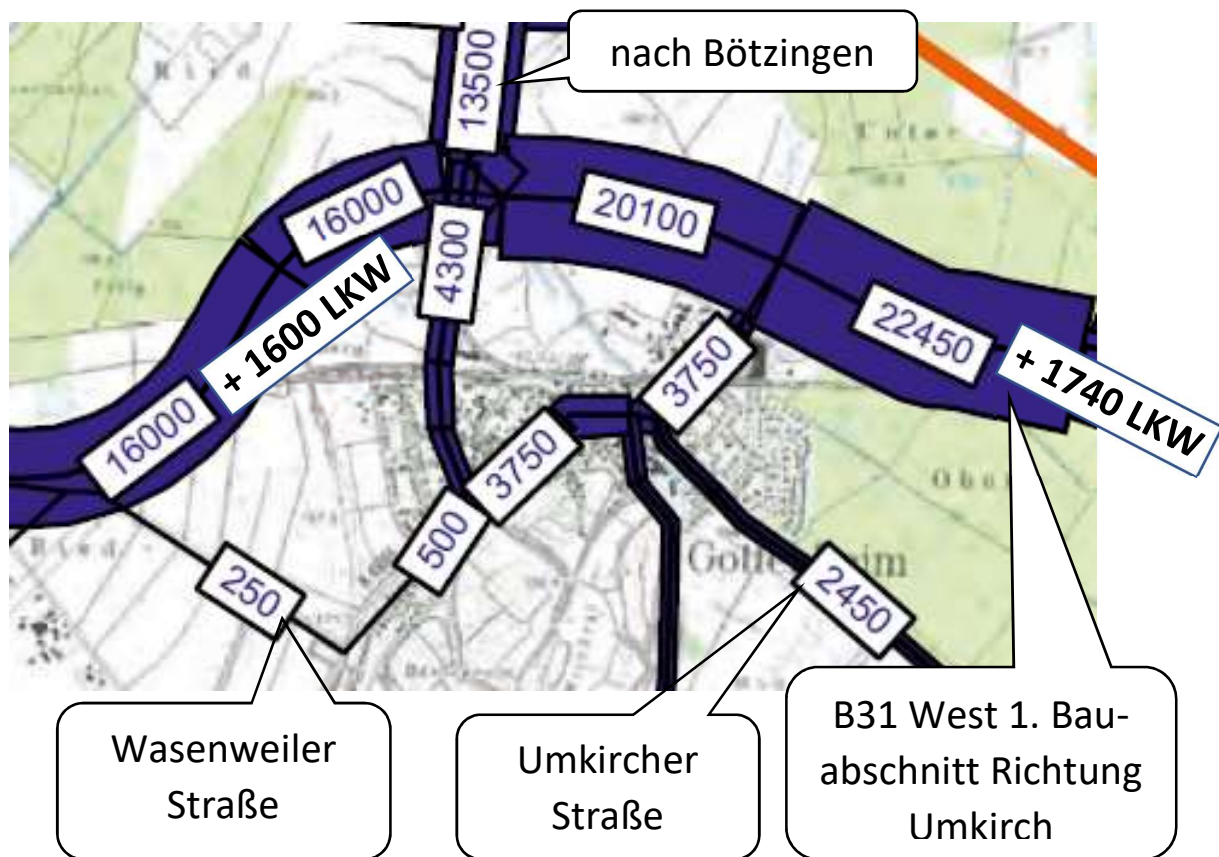 nach Bötzingen
13500
16000
20100
4300
22450
+ 1600 LKW
+ 1740 LKW
3750
16000
3750
500
250
2450
Wasenweiler
Straße
Umkircher
Straße
B31 West 1. Bau-
abschnitt Richtung
Umkirch